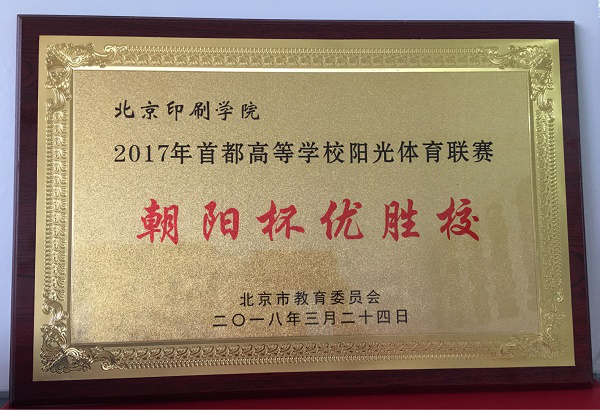 北京印刷学院
2017年首都高等学校阳光体育联赛
朝阳杯优胜校
北京市教育委员会
二〇一八年三月二十四日